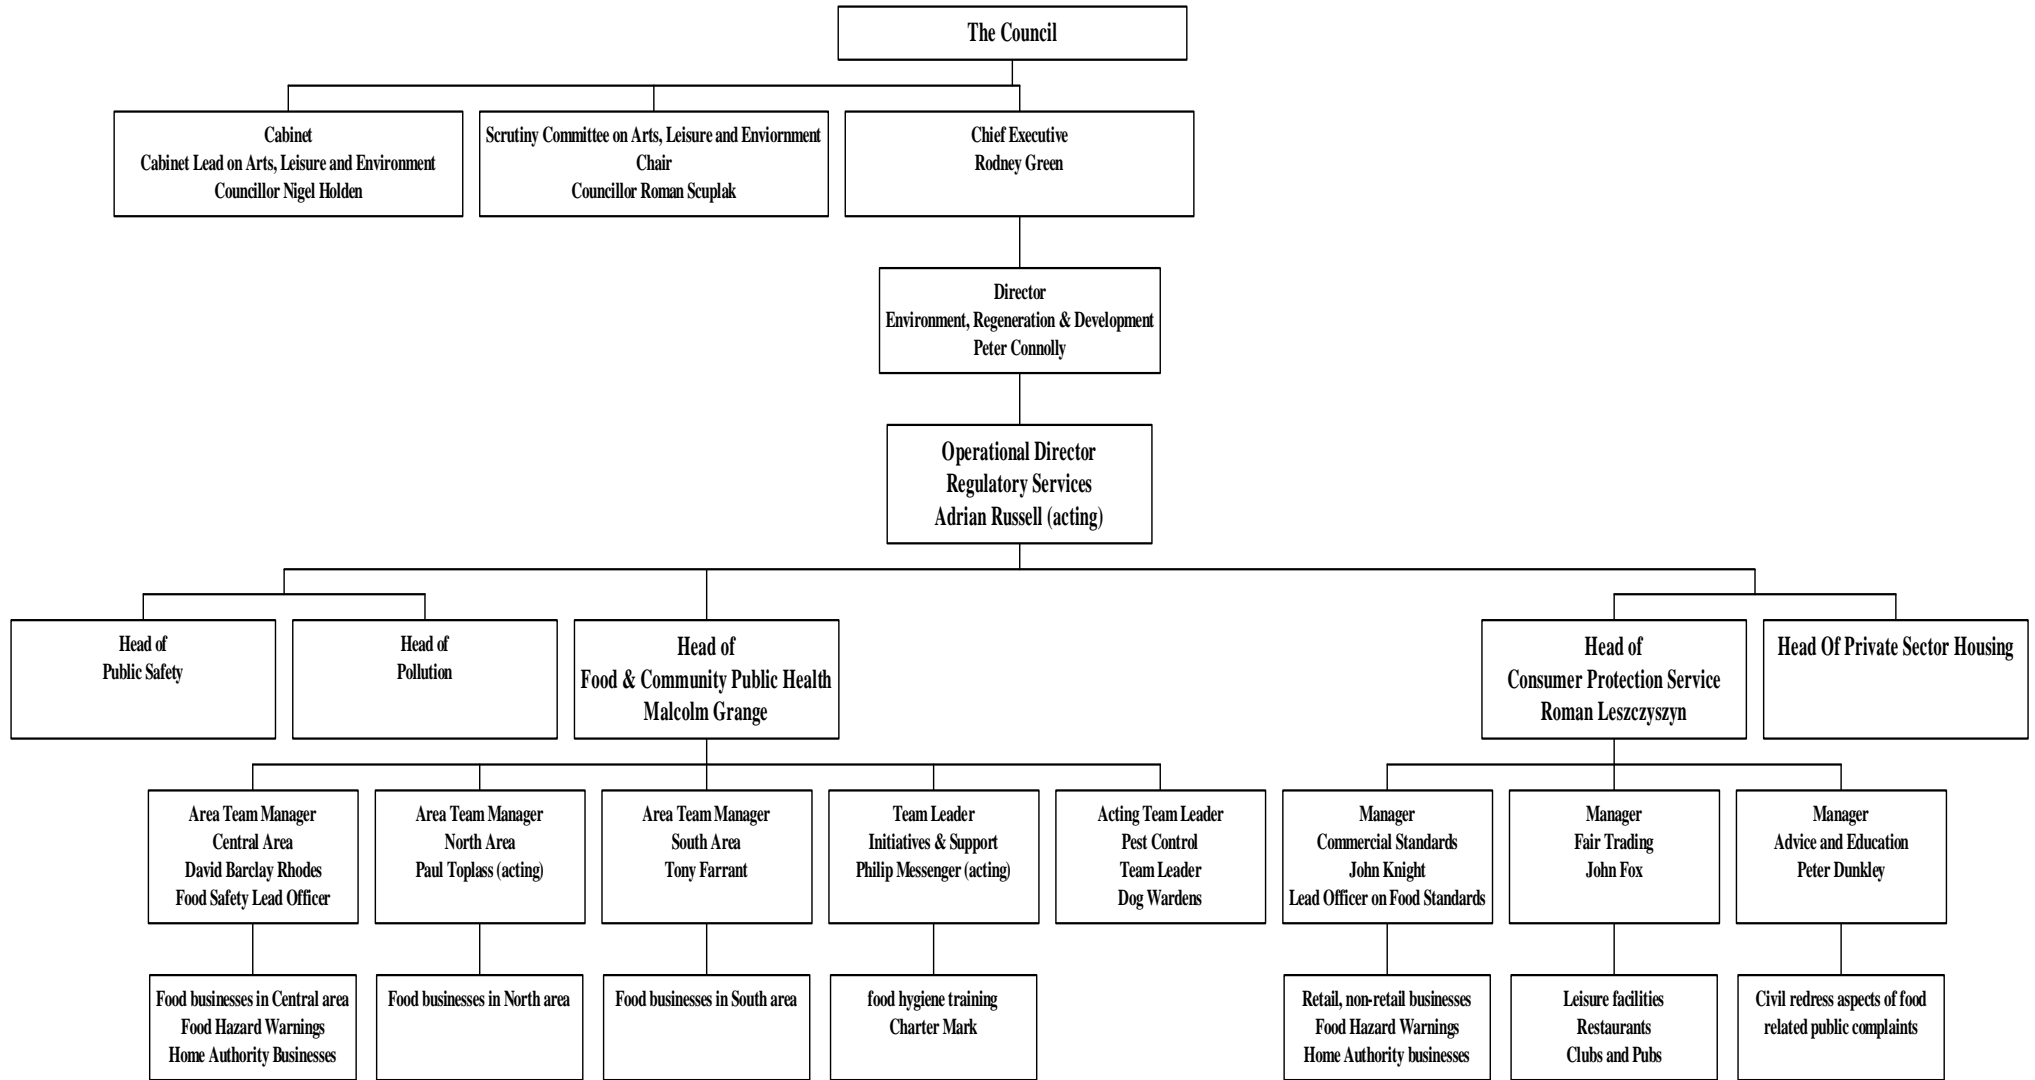 The Council
Cabinet
Cabinet Lead on Arts, Leisure and Environment
Councillor Nigel Holden
Scrutiny Committee on Arts, Leisure and Enviornment
Chair
Councillor Roman Scuplak
Chief Executive
Rodney Green
Director
Environment, Regeneration & Development
Peter Connolly
Operational Director
Regulatory Services
Adrian Russell (acting)
Head of
Public Safety
Head of
Pollution
Head of
Food & Community Public Health
Malcolm Grange
Head of
Consumer Protection Service
Roman Leszczyszyn
Head Of Private Sector Housing
Area Team Manager
Central Area
David Barclay Rhodes
Food Safety Lead Officer
Area Team Manager
North Area
Paul Toplass (acting)
Area Team Manager
South Area
Tony Farrant
Team Leader
Initiatives & Support
Philip Messenger (acting)
Acting Team Leader
Pest Control
Team Leader
Dog Wardens
Manager
Commercial Standards
John Knight
Lead Officer on Food Standards
Manager
Fair Trading
John Fox
Manager
Advice and Education
Peter Dunkley
Food businesses in Central area
Food Hazard Warnings
Home Authority Businesses
Food businesses in North area
Food businesses in South area
food hygiene training
Charter Mark
Retail, non-retail businesses
Food Hazard Warnings
Home Authority businesses
Leisure facilities
Restaurants
Clubs and Pubs
Civil redress aspects of food
related public complaints